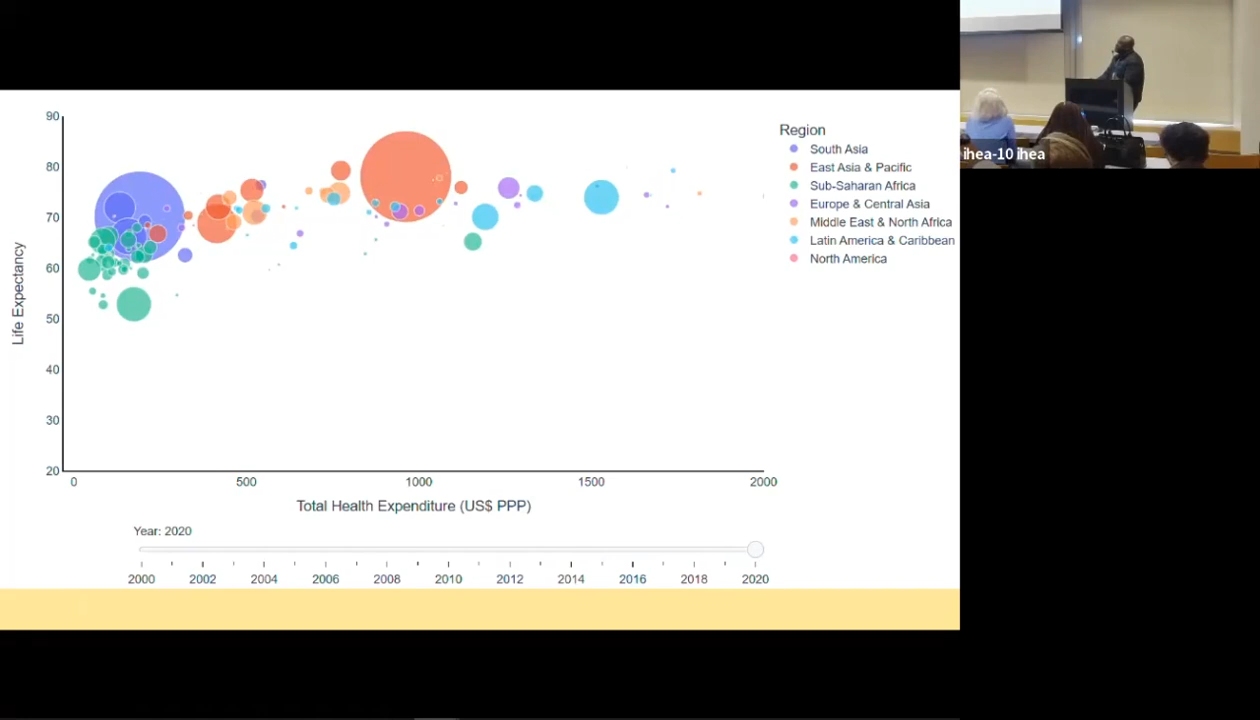 90
80
70
60
50
40
30
20
Life Expectancy
0 500 1000 1500 2000
Total Health Expenditure (US$ PPP)
Region
South Asia
East Asia & Pacific
Sub-Saharan Africa
Europe & Central Asia
Middle East & North Africa
Latin America & Caribbean
North America
Year: 2020
2000 2002 2004 2006 2008 2010 2012 2014 2016 2018 2020
ihea-10 ihea